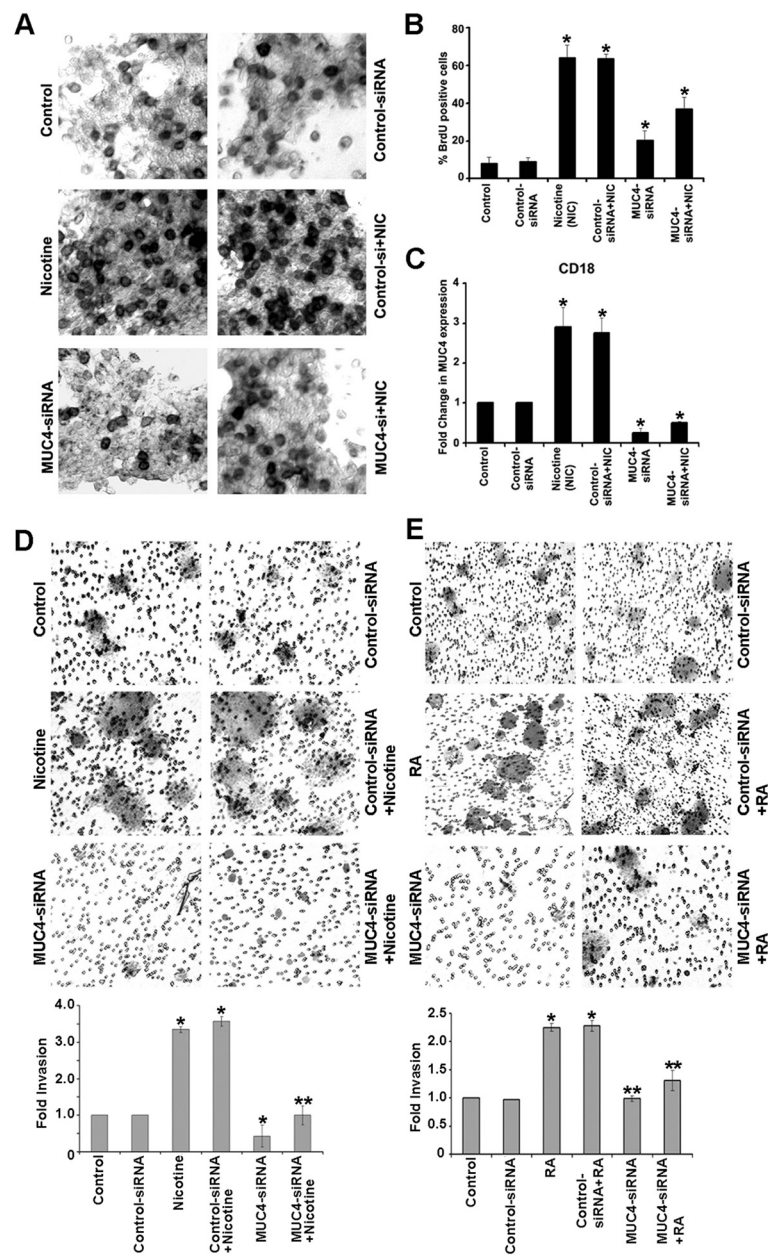 A
Control
Control-siRNA
Nicotine
Control-si+NIC
MUC4-siRNA
MUC4-si+NIC
B
% BrdU positive cells
80
60
40
20
0
Control
Control-
siRNA
Nicotine
(NIC)
Control-
siRNA+NIC
MUC4-
siRNA
MUC4-
siRNA+NIC
*
*
*
*
C
CD18
Fold Change in MUC4 expression
4
3
2
1
0
Control
Control-
siRNA
Nicotine
(NIC)
Control-
siRNA+NIC
MUC4-
siRNA
MUC4-
siRNA+NIC
*
*
*
*
D
Control
Control-siRNA
Nicotine
Control-siRNA
+Nicotine
MUC4-siRNA
MUC4-siRNA
+Nicotine
Fold Invasion
4.0
3.0
2.0
1.0
0
*
*
*
**
Control
Control-siRNA
Nicotine
Control-siRNA
+Nicotine
MUC4-siRNA
MUC4-siRNA
+Nicotine
E
Control
Control-siRNA
RA
Control-siRNA
+RA
MUC4-siRNA
MUC4-siRNA
+RA
Fold Invasion
2.5
2.0
1.5
1.0
0.5
0
*
*
**
**
Control
Control-siRNA
RA
Control-
siRNA+RA
MUC4-siRNA
MUC4-siRNA
+RA